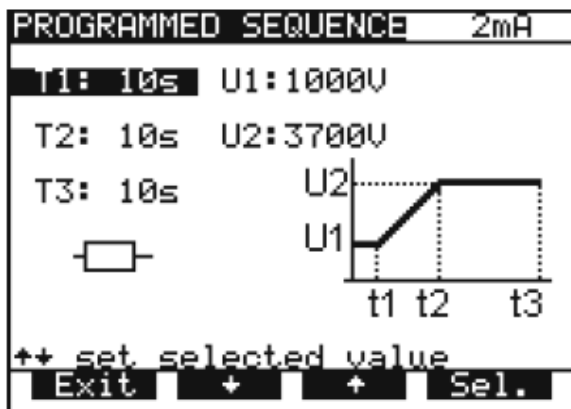 PROGRAMMED SEQUENCE 2mA
T1: 10s U1:1000V
T2: 10s U2:3700V
T3: 10s
U2
U1
t1 t2 t3
↑↓ set selected value
Exit ↓ ↑ Sel.